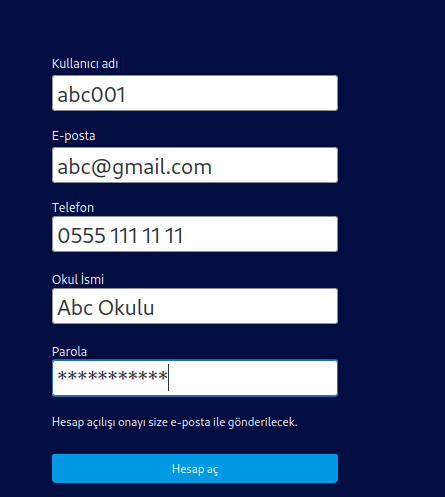 Kullanıcı adı
abc001
E-posta
abc@gmail.com
Telefon
0555 111 11 11
Okul İsmi
Abc Okulu
Parola
***********
Hesap açılışı onayı size e-posta ile gönderilecek.
Hesap aç